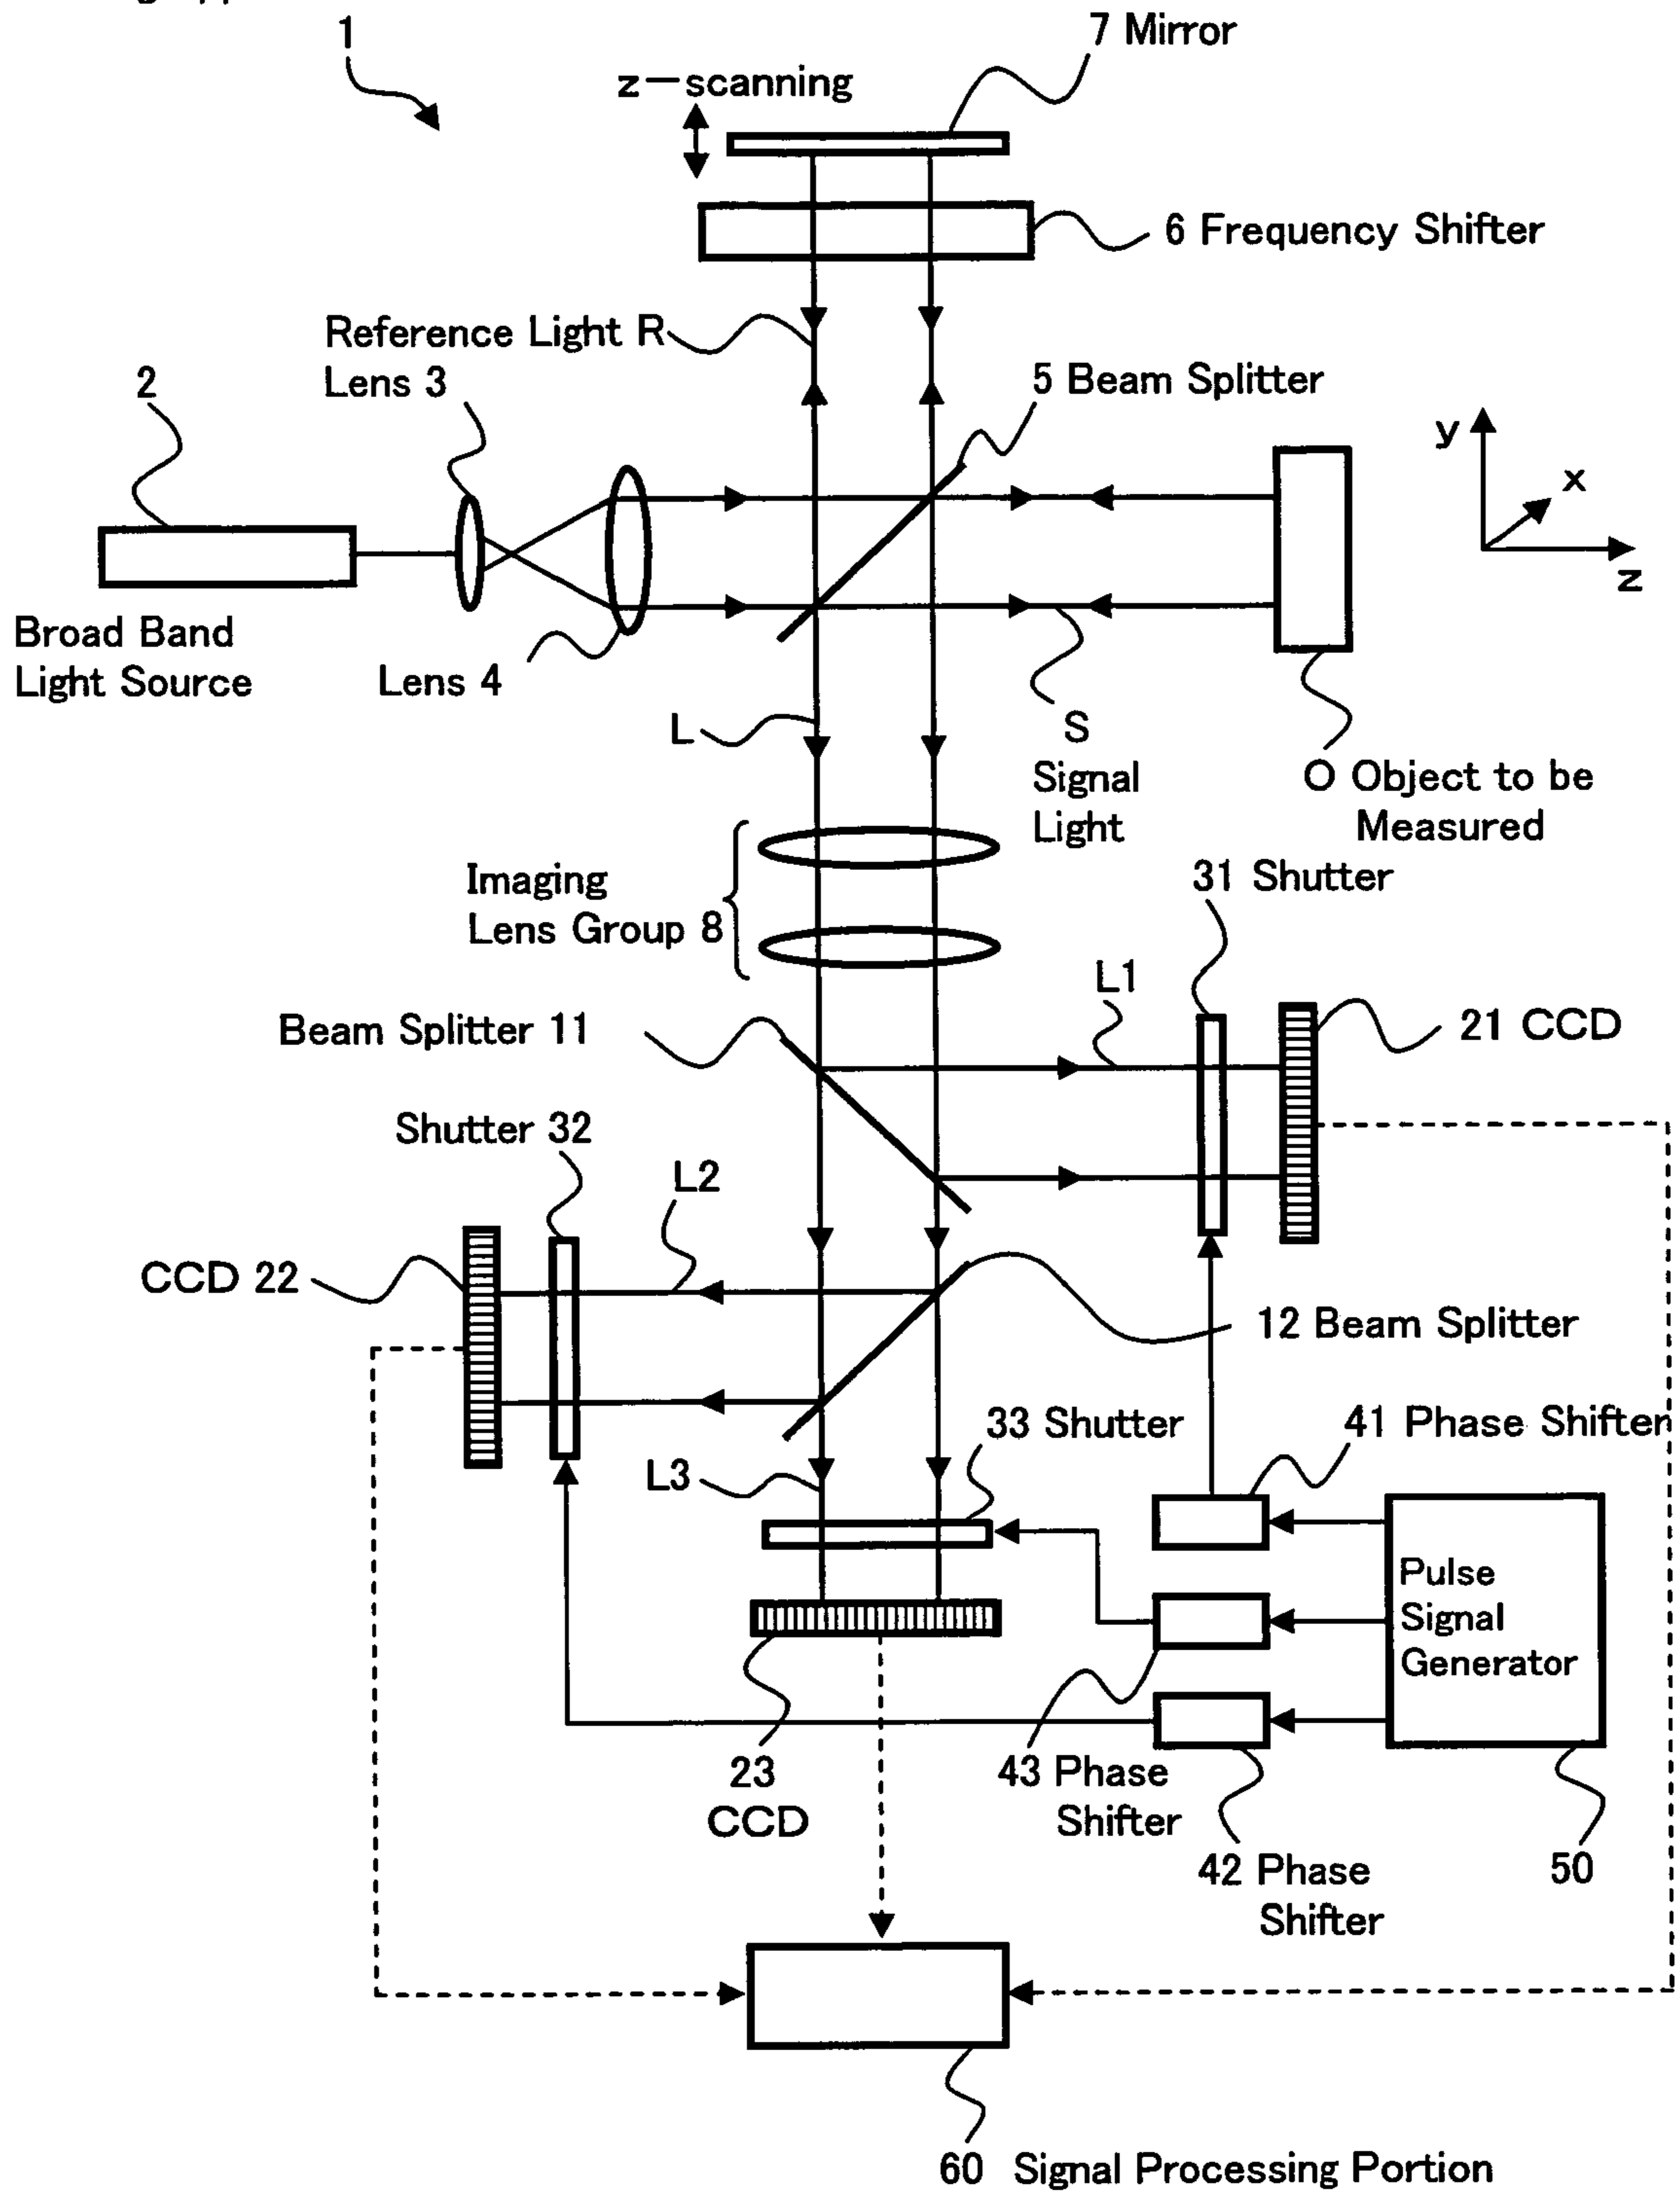 1
7 Mirror
z-scanning
6 Frequency Shifter
Reference Light R
Lens 3
2
5 Beam Splitter
y
x
z
Broad Band
Light Source
Lens 4
L
S
Signal
Light
O Object to be
Measured
Imaging
Lens Group 8
31 Shutter
L1
Beam Splitter 11
21 CCD
Shutter 32
L2
CCD 22
12 Beam Splitter
33 Shutter
41 Phase Shifter
L3
Pulse
Signal
Generator
23
CCD
43 Phase
Shifter
42 Phase
Shifter
50
60 Signal Processing Portion